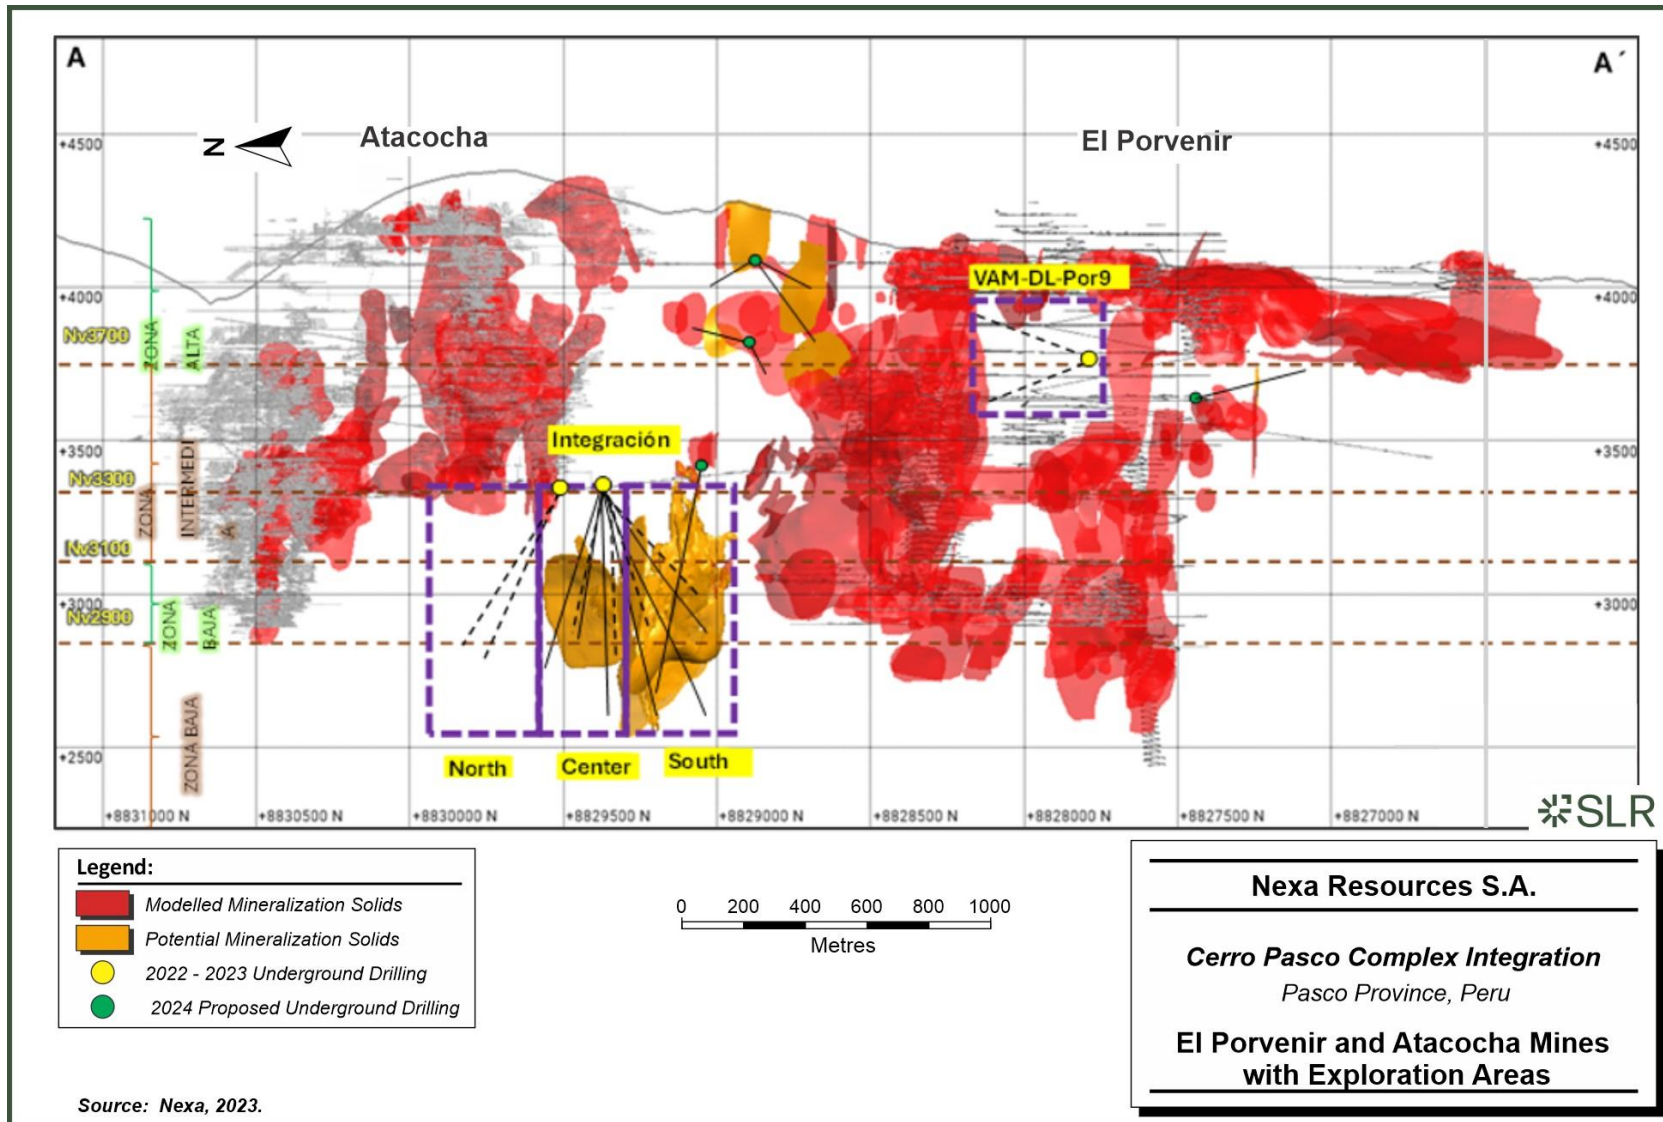 A
A´
N
Atacocha
El Porvenir
+4500
+4500
VAM-DL-Por9
+4000
+4000
Nv3700
ZONA
ALTA
Integración
+3500
+3500
Nv3300
ZONA
INTERMEDI
A
Nv3100
+3000
+3000
Nv2900
ZONA
BAJA
ZONA BAJA
+2500
North
Center
South
+8831000 N
+8830500 N
+8830000 N
+8829500 N
+8829000 N
+8828500 N
+8828000 N
+8827500 N
+8827000 N
SLR
Legend:
Modelled Mineralization Solids
Potential Mineralization Solids
2022 - 2023 Underground Drilling
2024 Proposed Underground Drilling
0 200 400 600 800 1000
Metres
Nexa Resources S.A.
Cerro Pasco Complex Integration
Pasco Province, Peru
El Porvenir and Atacocha Mines
with Exploration Areas
Source: Nexa, 2023.